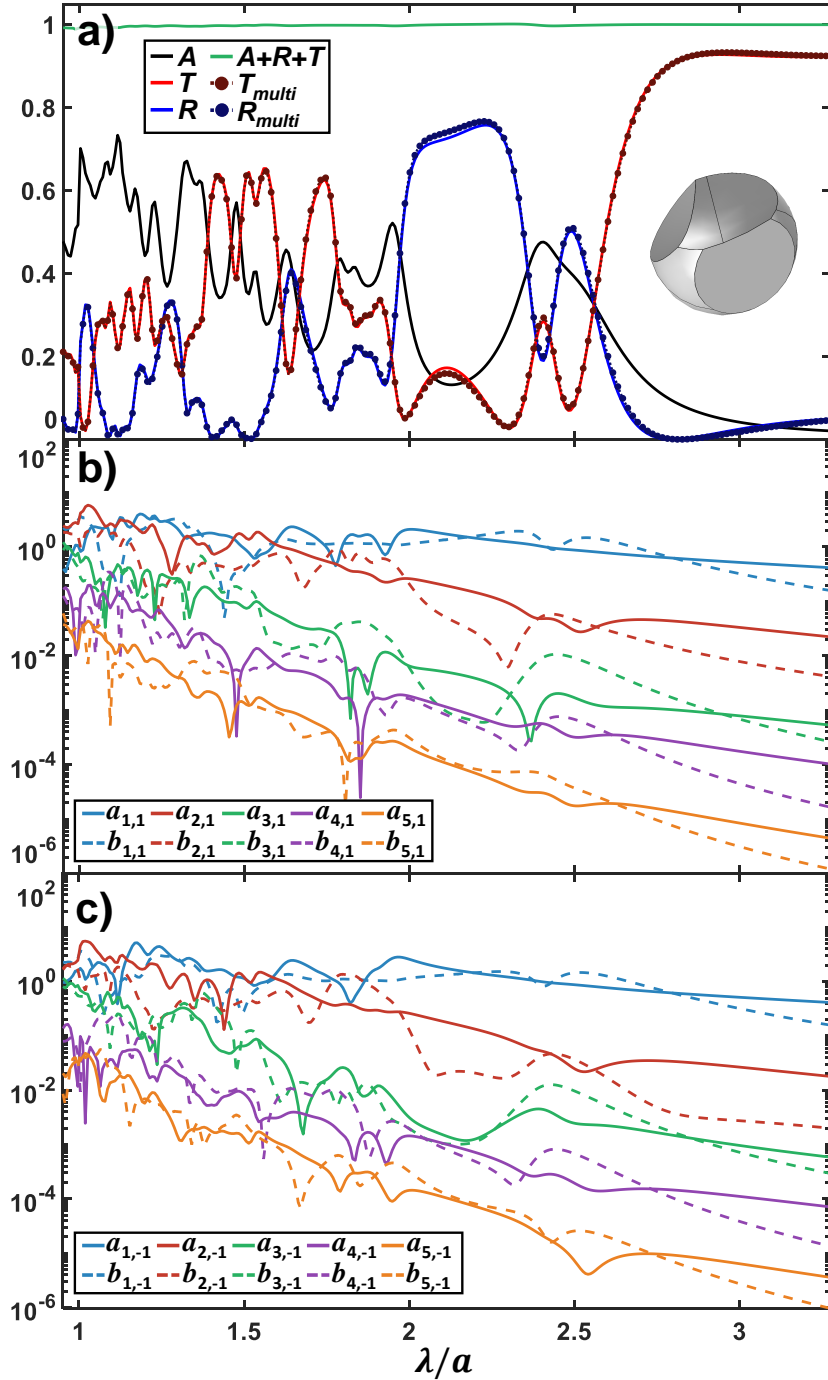 a)
1
0.8
0.6
0.4
0.2
0
A A+R+T
T T_multi
R R_multi
b)
10^2
10^0
10^-2
10^-4
10^-6
a_1,1 a_2,1 a_3,1 a_4,1 a_5,1
b_1,1 b_2,1 b_3,1 b_4,1 b_5,1
c)
10^2
10^0
10^-2
10^-4
10^-6
a_1,-1 a_2,-1 a_3,-1 a_4,-1 a_5,-1
b_1,-1 b_2,-1 b_3,-1 b_4,-1 b_5,-1
1 1.5 2 2.5 3
λ/a